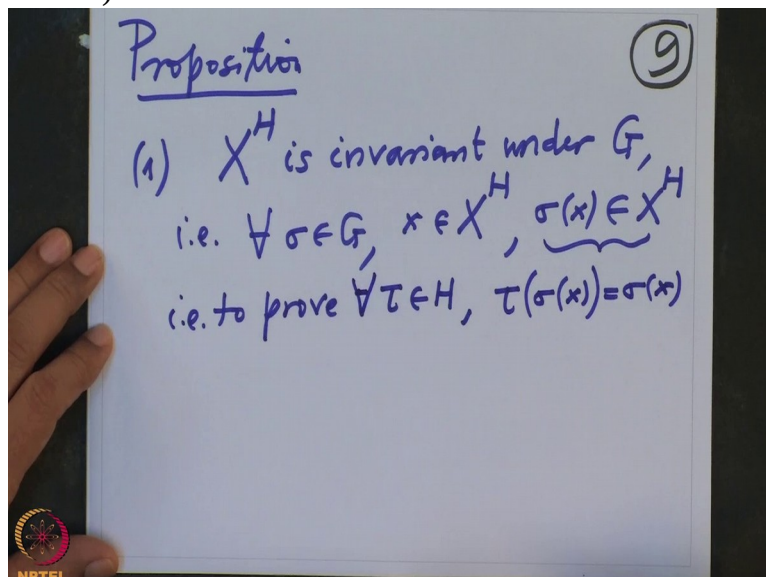 Proposition
9
(1) X^H is invariant under G,
i.e. ∀ σ∈G, x∈X^H, σ(x)∈X^H
i.e. to prove ∀τ∈H, τ(σ(x))=σ(x)
NPTEL